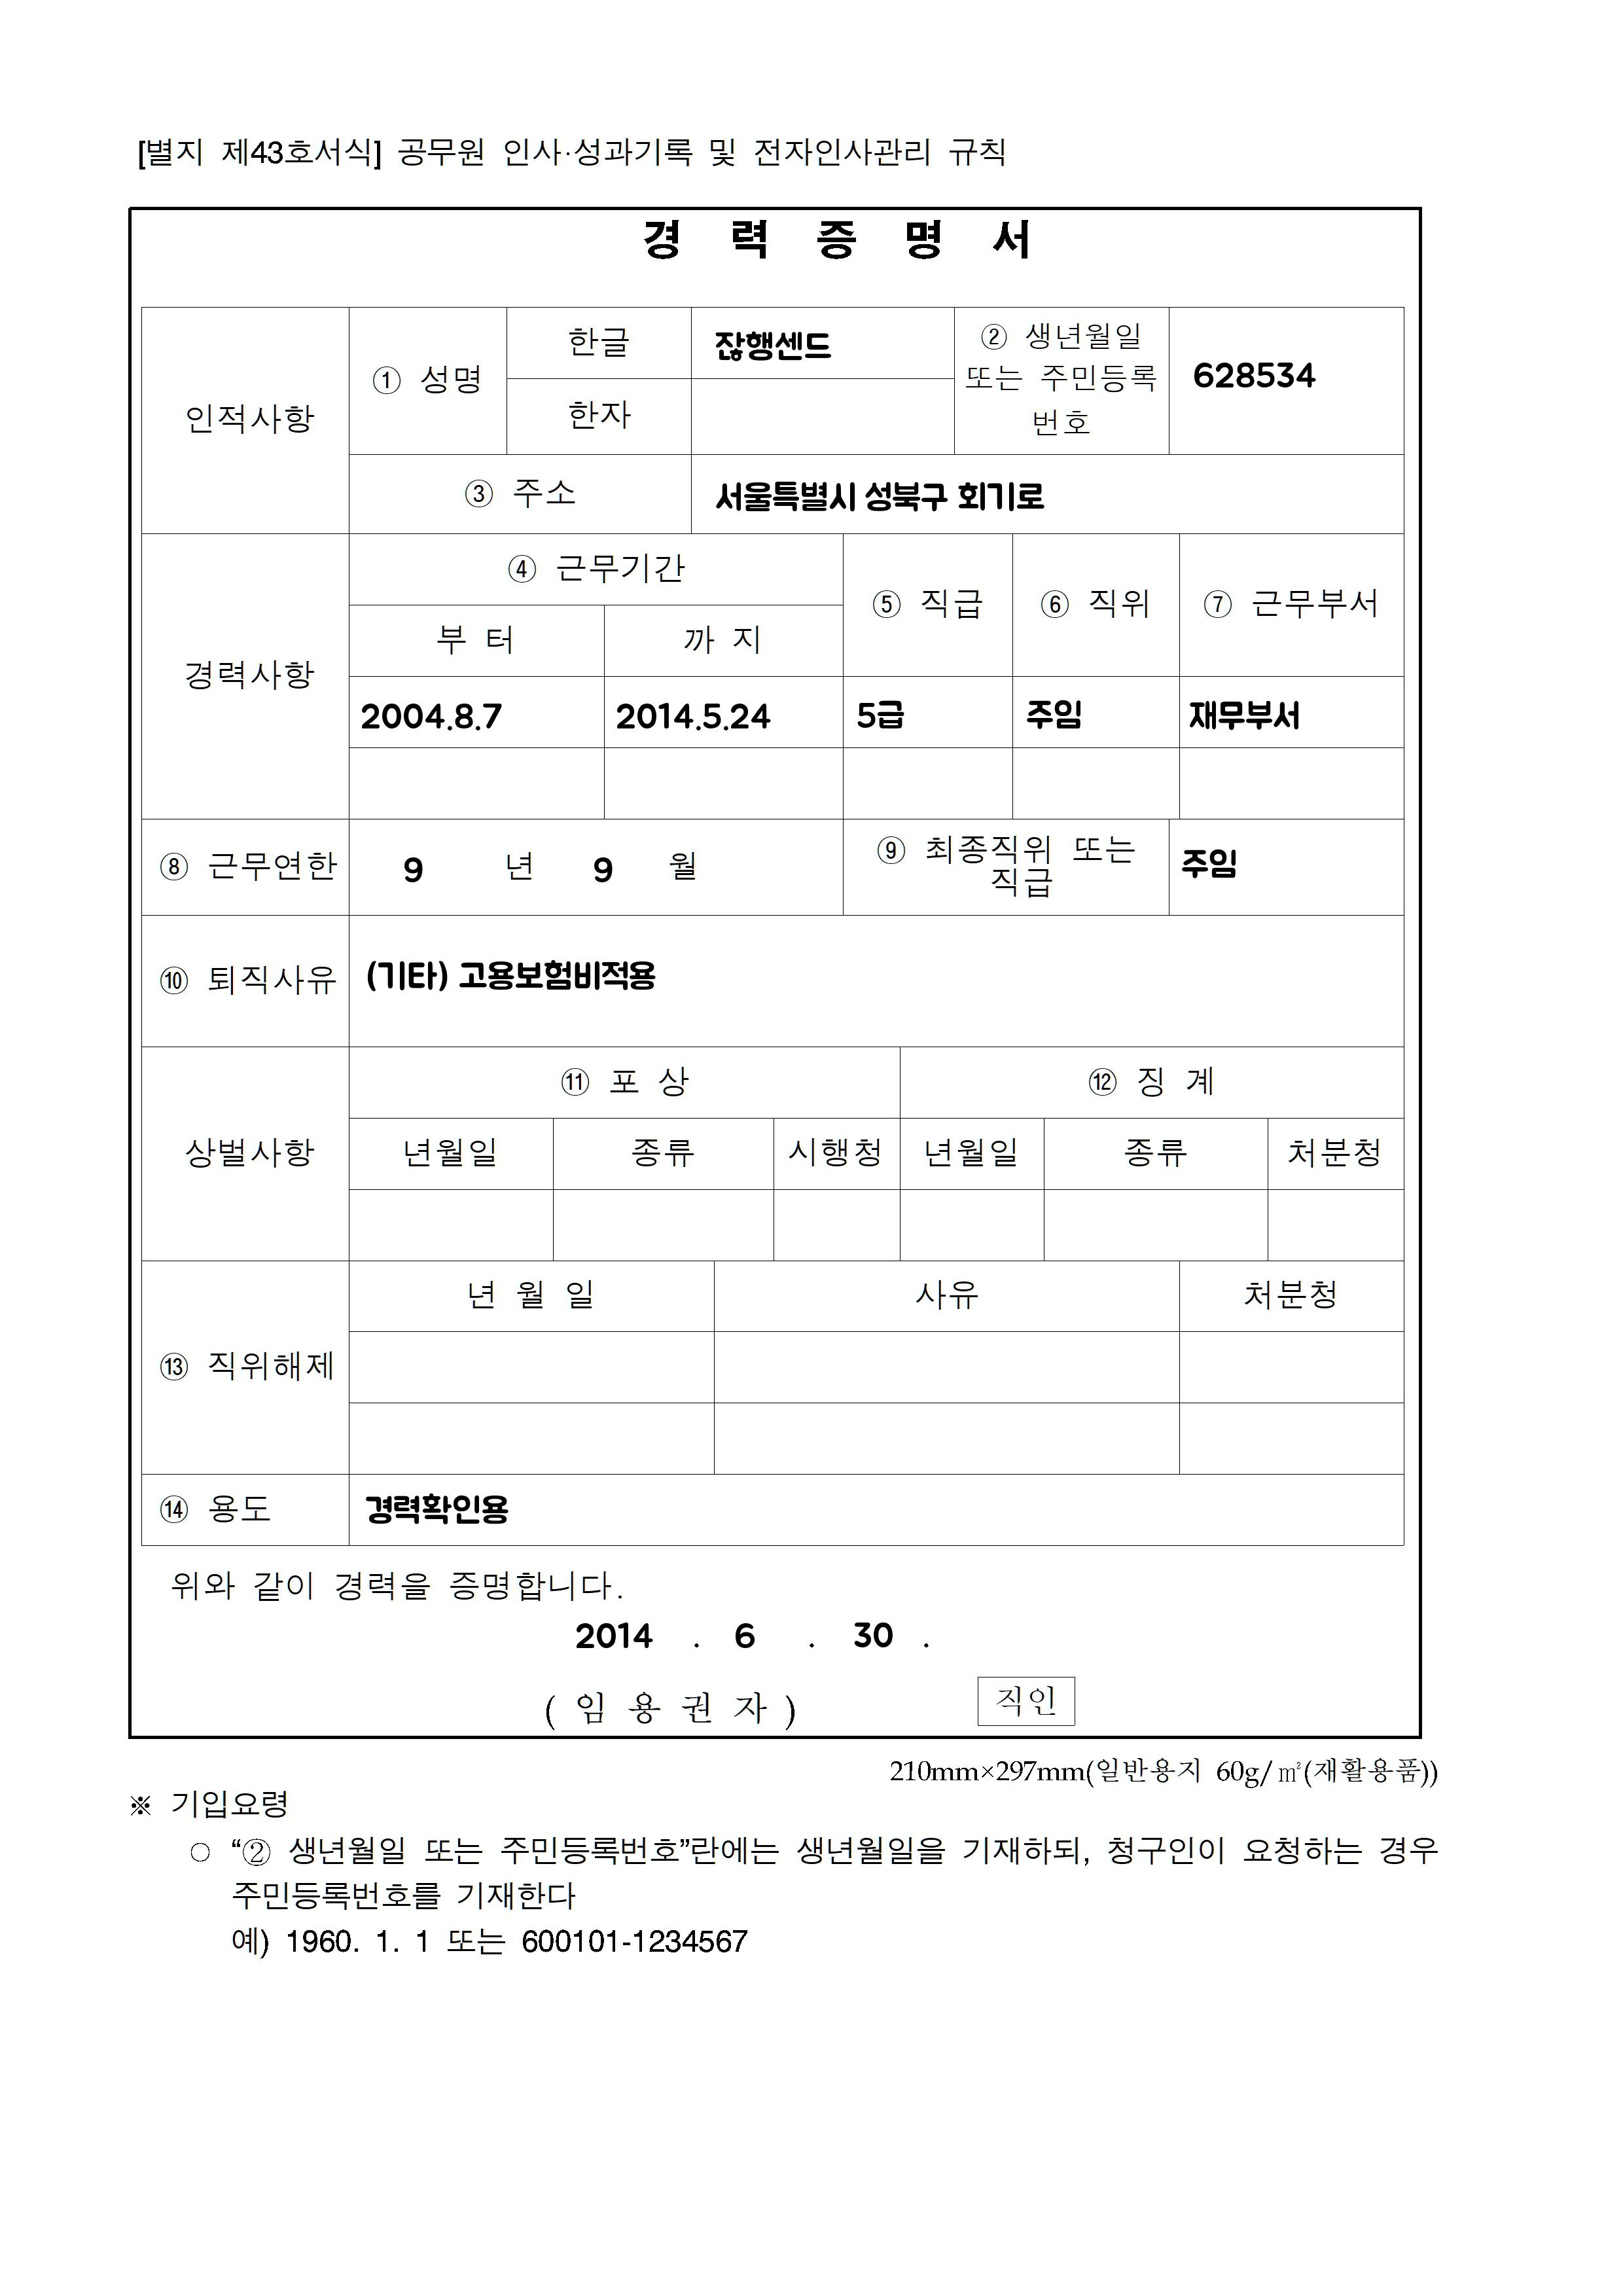 [별지 제43호서식] 공무원 인사·성과기록 및 전자인사관리 규칙
경 력 증 명 서
인적사항
① 성명
한글
잖행센드
② 생년월일
또는 주민등록
번호
628534
한자
③ 주소
서울특별시 성북구 회기로
경력사항
④ 근무기간
⑤ 직급
⑥ 직위
⑦ 근무부서
부 터
까 지
2004.8.7
2014.5.24
5급
주임
재무부서
⑧ 근무연한
9 년 9 월
⑨ 최종직위 또는
직급
주임
⑩ 퇴직사유
(기타) 고용보험비적용
상벌사항
⑪ 포 상
⑫ 징 계
년월일
종류
시행청
년월일
종류
처분청
⑬ 직위해제
년 월 일
사유
처분청
⑭ 용도
경력확인용
위와 같이 경력을 증명합니다.
2014 . 6 . 30 .
( 임 용 권 자 )
직인
210mm×297mm(일반용지 60g/㎡(재활용품))
※ 기입요령
○ “② 생년월일 또는 주민등록번호”란에는 생년월일을 기재하되, 청구인이 요청하는 경우
주민등록번호를 기재한다
예) 1960. 1. 1 또는 600101-1234567